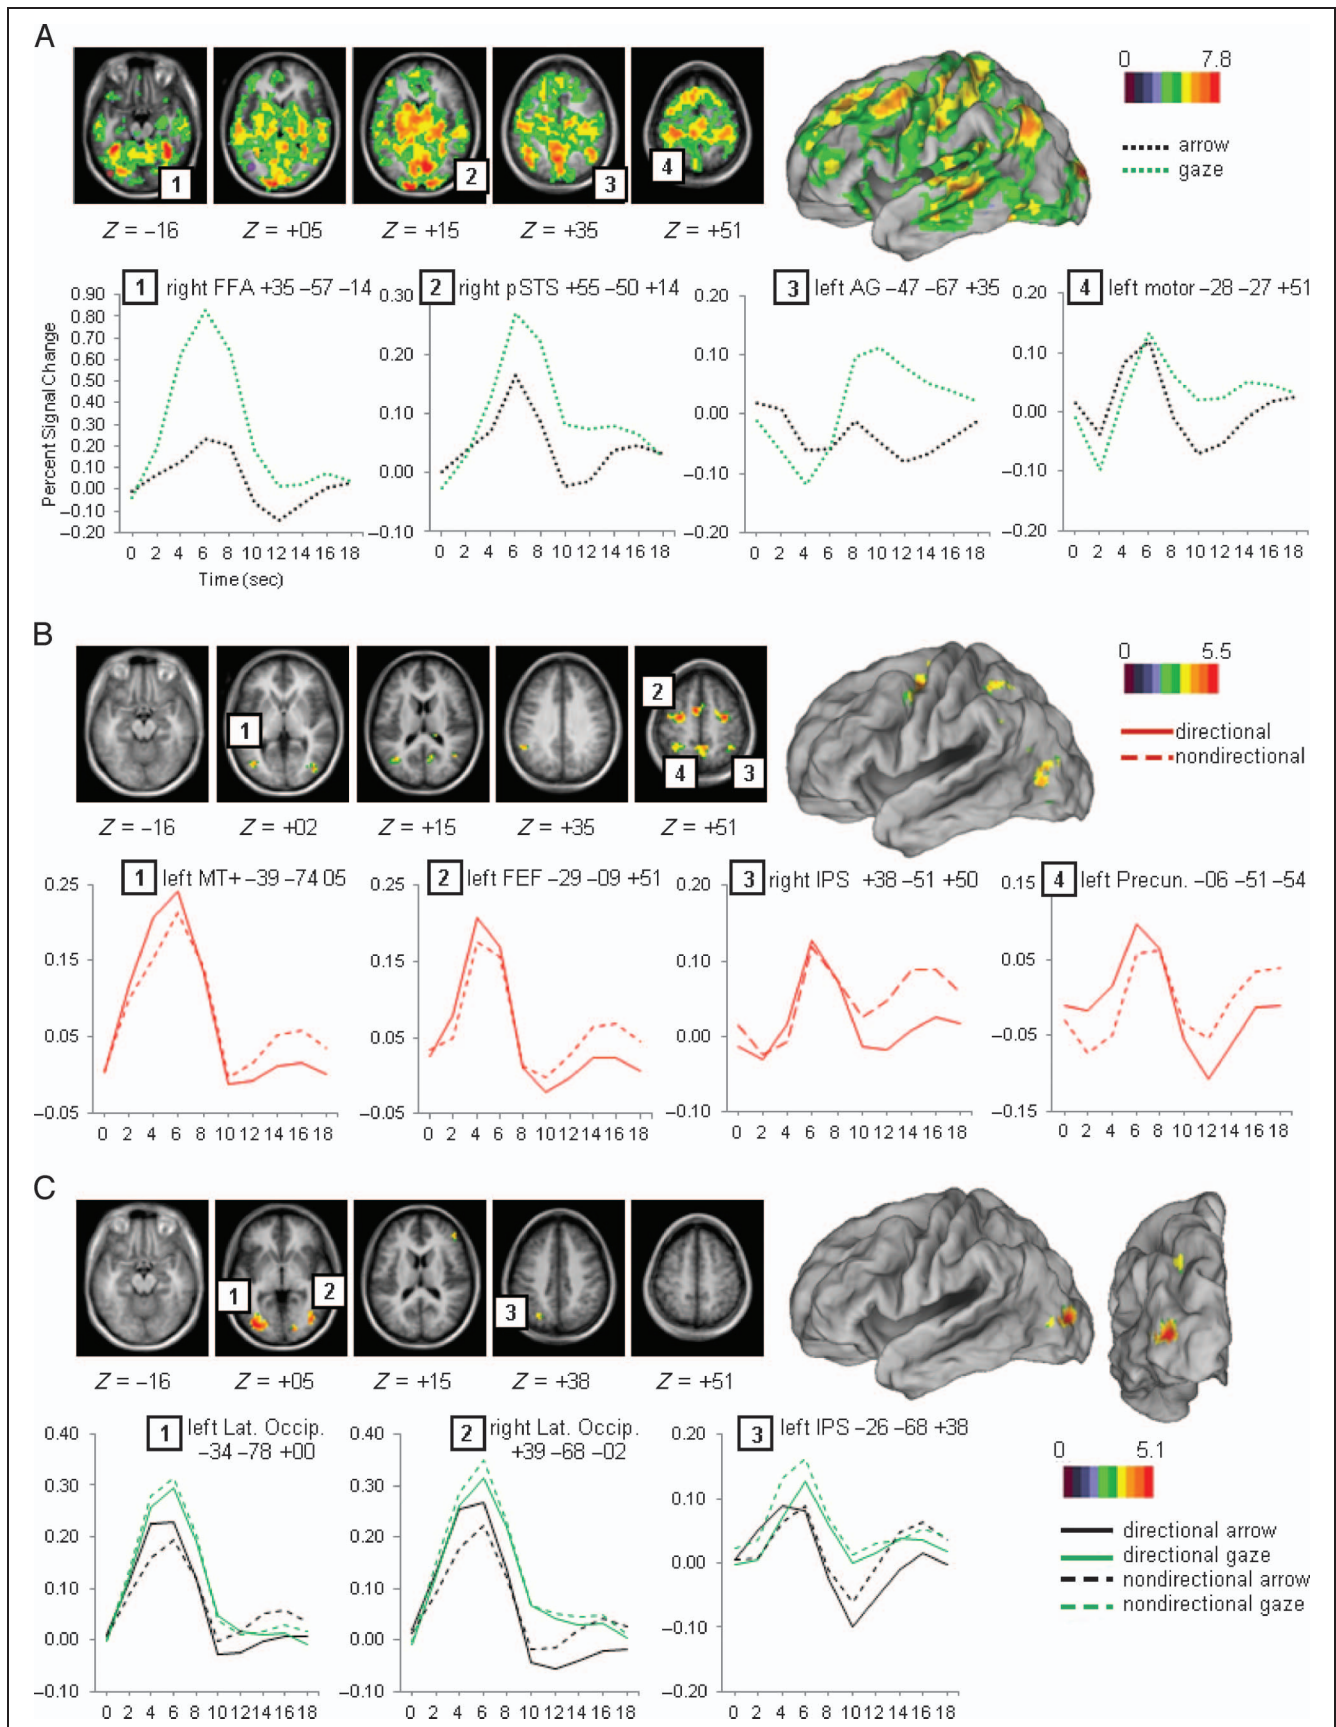 A
0 7.8
arrow
gaze
1 2 3 4
Z = –16 Z = +05 Z = +15 Z = +35 Z = +51
1 right FFA +35 –57 –14
2 right pSTS +55 –50 +14
3 left AG –47 –67 +35
4 left motor –28 –27 +51
Percent Signal Change
0.90
0.80
0.70
0.60
0.50
0.40
0.30
0.20
0.10
0.00
–0.10
–0.20
0 2 4 6 8 10 12 14 16 18
Time (sec)
0.30
0.20
0.10
0.00
–0.10
0 2 4 6 8 10 12 14 16 18
0.20
0.10
0.00
–0.10
–0.20
0 2 4 6 8 10 12 14 16 18
0.20
0.10
0.00
–0.10
–0.20
0 2 4 6 8 10 12 14 16 18
B
0 5.5
directional
nondirectional
1 2 4 3
Z = –16 Z = +02 Z = +15 Z = +35 Z = +51
1 left MT+ –39 –74 05
2 left FEF –29 –09 +51
3 right IPS +38 –51 +50
4 left Precun. –06 –51 –54
0.25
0.15
0.05
–0.05
0 2 4 6 8 10 12 14 16 18
0.25
0.15
0.05
–0.05
0 2 4 6 8 10 12 14 16 18
0.20
0.10
0.00
–0.10
0 2 4 6 8 10 12 14 16 18
0.15
0.05
–0.05
–0.15
0 2 4 6 8 10 12 14 16 18
C
1 2 3
Z = –16 Z = +05 Z = +15 Z = +38 Z = +51
1 left Lat. Occip.
–34 –78 +00
2 right Lat. Occip.
+39 –68 –02
3 left IPS –26 –68 +38
0.40
0.30
0.20
0.10
0.00
–0.10
0 2 4 6 8 10 12 14 16 18
0.40
0.30
0.20
0.10
0.00
–0.10
0 2 4 6 8 10 12 14 16 18
0.20
0.10
0.00
–0.10
–0.20
0 2 4 6 8 10 12 14 16 18
0 5.1
directional arrow
directional gaze
nondirectional arrow
nondirectional gaze